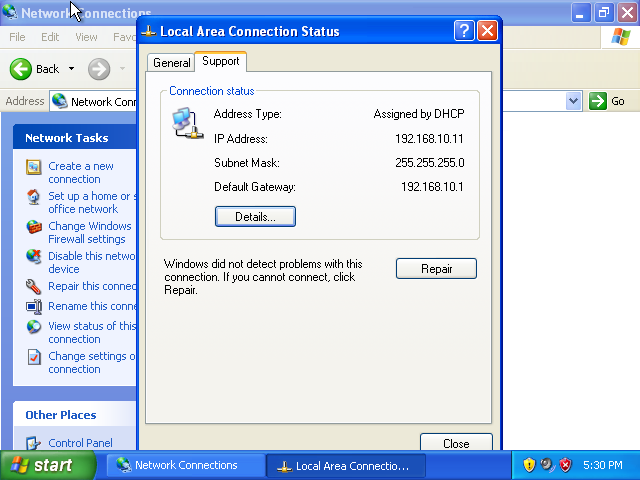 Network Connections
File Edit View Favo
Back
Address Network Conn
Go
Network Tasks
Create a new
connection
Set up a home or s
office network
Change Windows
Firewall settings
Disable this netwo
device
Repair this connec
Rename this conne
View status of this
connection
Change settings o
connection
Other Places
Control Panel
Local Area Connection Status
General Support
Connection status
Address Type: Assigned by DHCP
IP Address: 192.168.10.11
Subnet Mask: 255.255.255.0
Default Gateway: 192.168.10.1
Details...
Windows did not detect problems with this
connection. If you cannot connect, click
Repair.
Repair
Close
start Network Connections Local Area Connectio... 5:30 PM